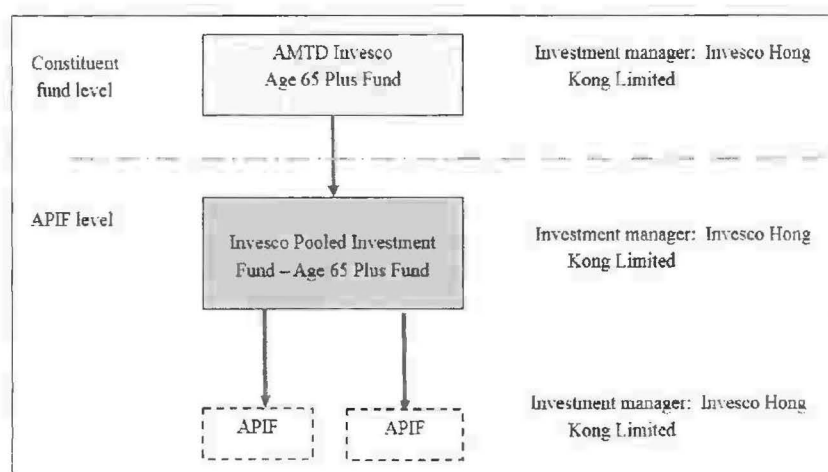 Constituent
fund level
AMTD Invesco
Age 65 Plus Fund
Investment manager: Invesco Hong
Kong Limited
APIF level
Invesco Pooled Investment
Fund – Age 65 Plus Fund
Investment manager: Invesco Hong
Kong Limited
APIF
APIF
Investment manager: Invesco Hong
Kong Limited